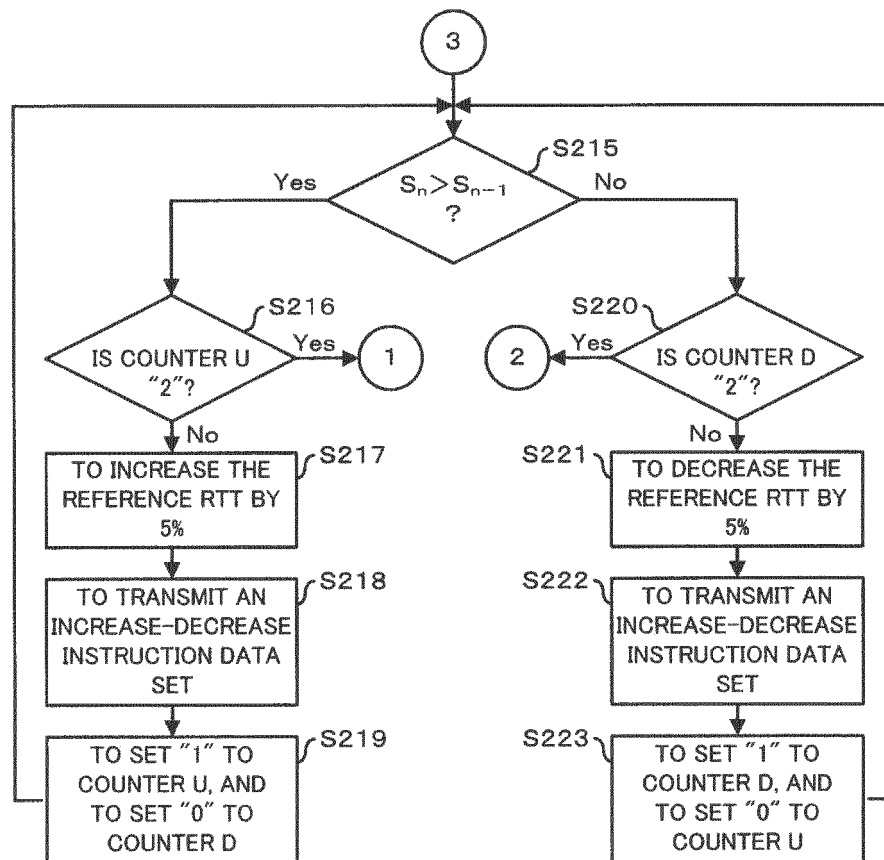 3
S215
Yes
Sn>Sn-1
?
No
S216
IS COUNTER U
"2"?
Yes
1
No
S217
TO INCREASE THE
REFERENCE RTT BY
5%
S218
TO TRANSMIT AN
INCREASE-DECREASE
INSTRUCTION DATA
SET
S219
TO SET "1" TO
COUNTER U, AND
TO SET "0" TO
COUNTER D
S220
IS COUNTER D
"2"?
Yes
2
No
S221
TO DECREASE THE
REFERENCE RTT BY
5%
S222
TO TRANSMIT AN
INCREASE-DECREASE
INSTRUCTION DATA
SET
S223
TO SET "1" TO
COUNTER D, AND
TO SET "0" TO
COUNTER U